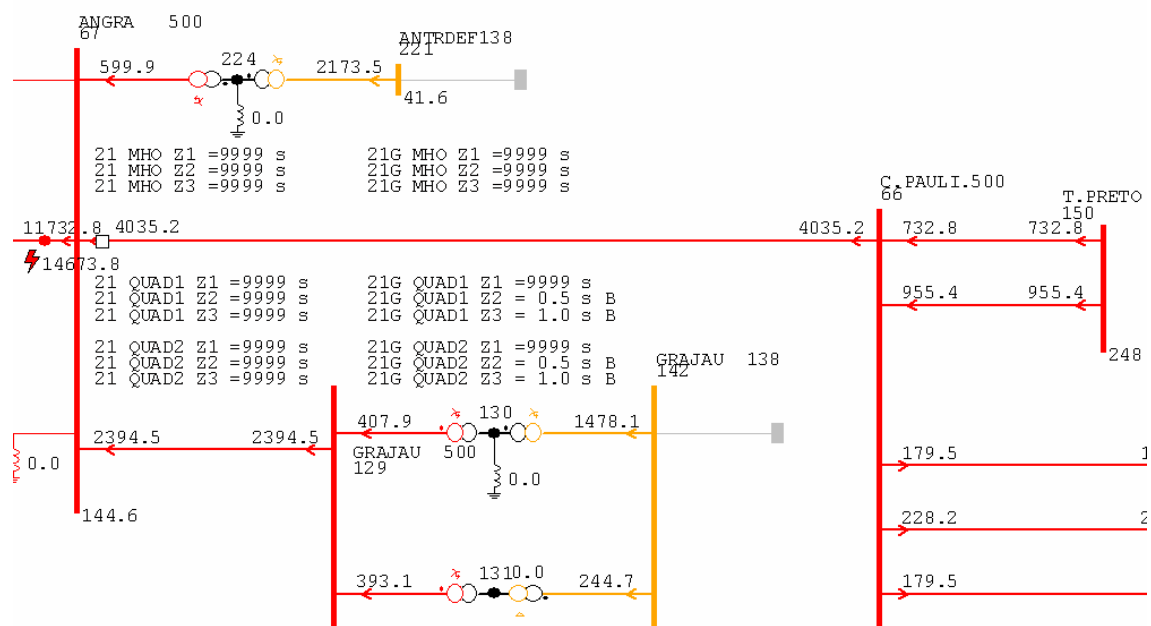 ANGRA 500
67
599.9
224
2173.5
ANTRDEF138
221
41.6
0.0
21 MHO Z1 =9999 s 21G MHO Z1 =9999 s
21 MHO Z2 =9999 s 21G MHO Z2 =9999 s
21 MHO Z3 =9999 s 21G MHO Z3 =9999 s
C.PAULI.500
66
T.PRETO
150
11732.8
4035.2
4035.2
732.8
732.8
14673.8
21 QUAD1 Z1 =9999 s 21G QUAD1 Z1 =9999 s
21 QUAD1 Z2 =9999 s 21G QUAD1 Z2 = 0.5 s B
21 QUAD1 Z3 =9999 s 21G QUAD1 Z3 = 1.0 s B
955.4
955.4
21 QUAD2 Z1 =9999 s 21G QUAD2 Z1 =9999 s
21 QUAD2 Z2 =9999 s 21G QUAD2 Z2 = 0.5 s B
21 QUAD2 Z3 =9999 s 21G QUAD2 Z3 = 1.0 s B
248
GRAJAU 138
142
2394.5
2394.5
407.9
130
1478.1
GRAJAU 500
129
0.0
0.0
179.5
144.6
228.2
393.1
131
0.0
244.7
179.5